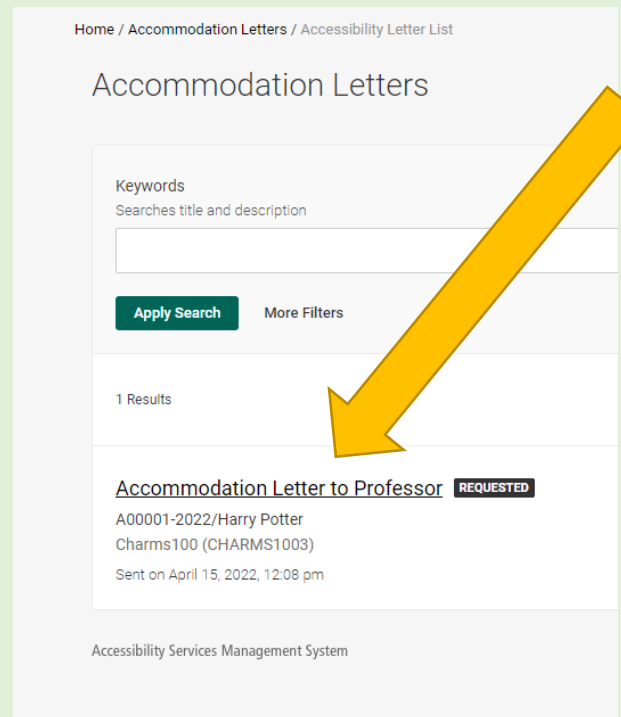 Home / Accommodation Letters / Accessibility Letter List
Accommodation Letters
Keywords
Searches title and description
Apply Search More Filters
1 Results
Accommodation Letter to Professor REQUESTED
A00001-2022/Harry Potter
Charms100 (CHARMS1003)
Sent on April 15, 2022, 12:08 pm
Accessibility Services Management System